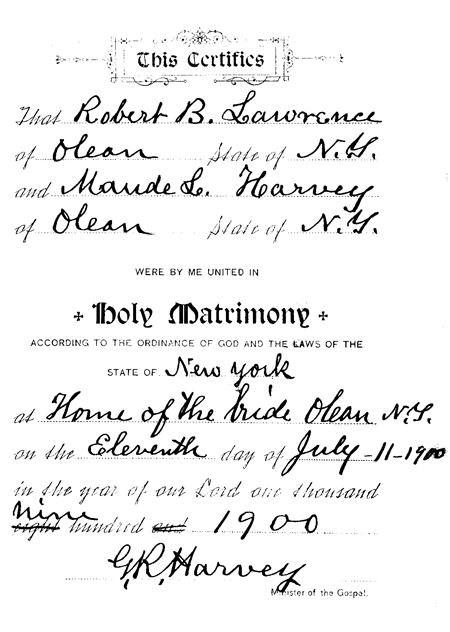 This Certifies
That Robert B. Lawrence
of Olean State of N.Y.
and Maude L. Harvey
of Olean State of N.Y.
WERE BY ME UNITED IN
Holy Matrimony
ACCORDING TO THE ORDINANCE OF GOD AND THE LAWS OF THE
STATE OF New York
at Home of the bride Olean N.Y.
on the Eleventh day of July -11-1900
in the year of our Lord one thousand
nine
eight hundred and 1900
G.R. Harvey
Minister of the Gospel.